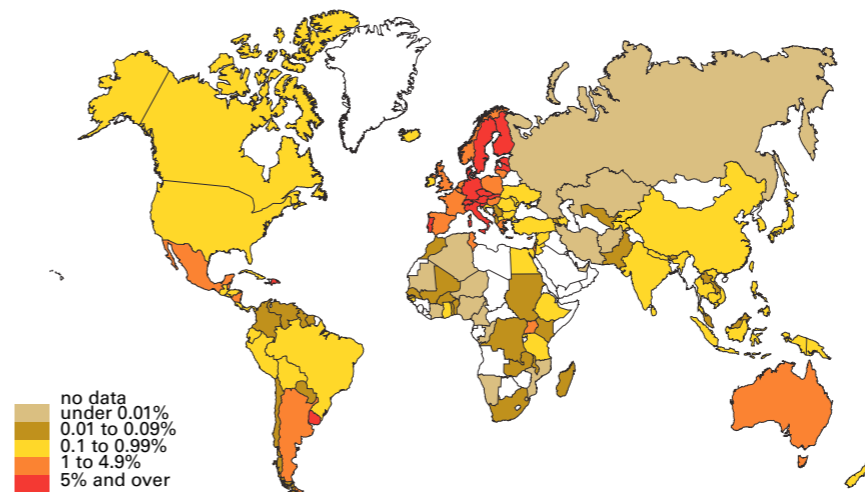 no data
under 0.01%
0.01 to 0.09%
0.1 to 0.99%
1 to 4.9%
5% and over